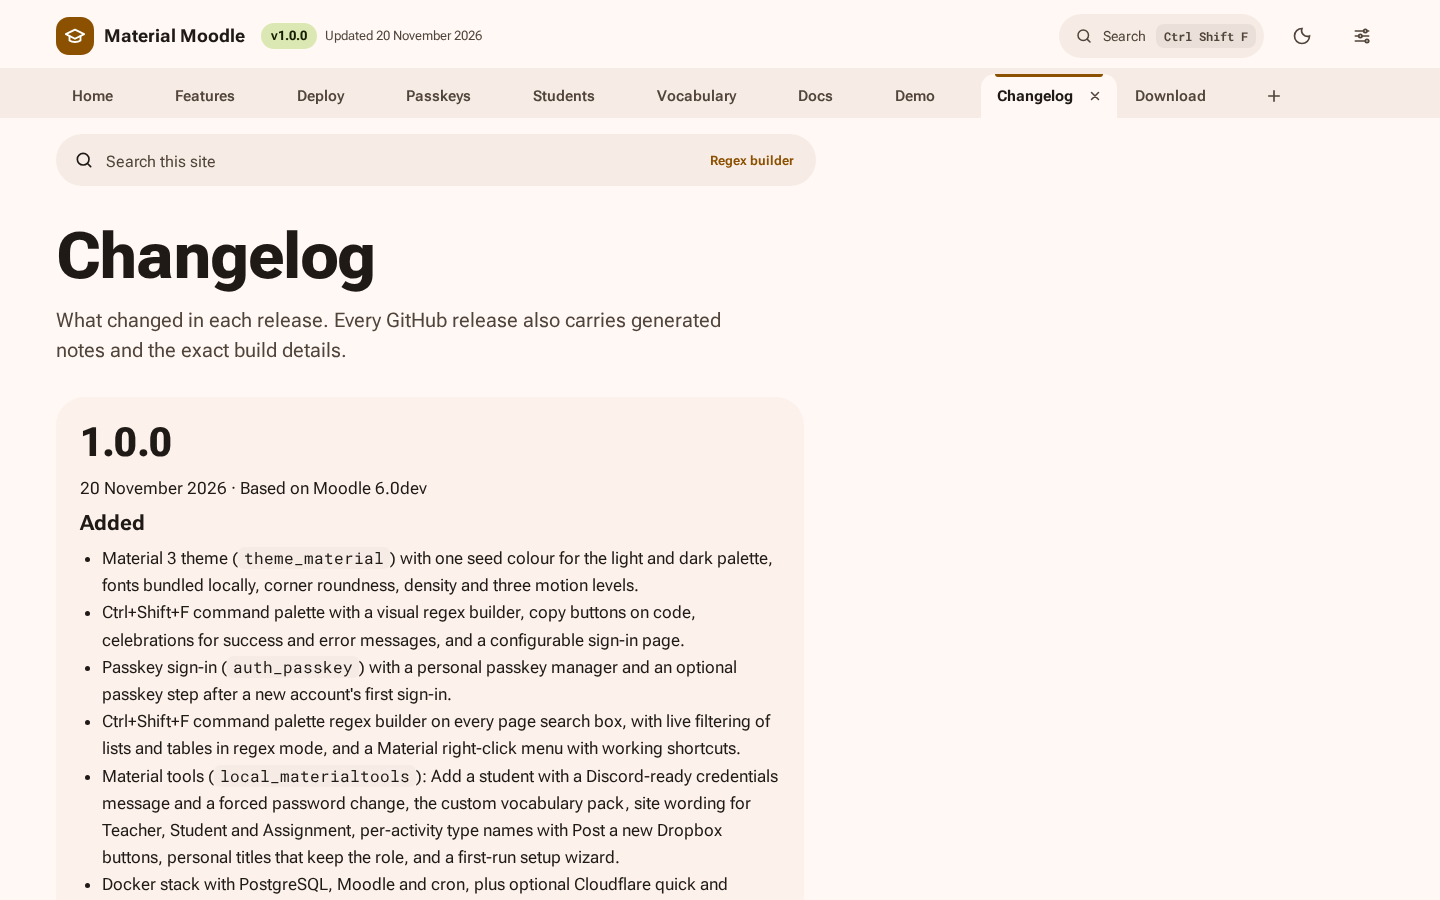 Material Moodle
v1.0.0
Updated 20 November 2026
Search
Ctrl Shift F
Home
Features
Deploy
Passkeys
Students
Vocabulary
Docs
Demo
Changelog
Download
Search this site
Regex builder
Changelog
What changed in each release. Every GitHub release also carries generated
notes and the exact build details.
1.0.0
20 November 2026 · Based on Moodle 6.0dev
Added
• Material 3 theme ( theme_material ) with one seed colour for the light and dark palette,
fonts bundled locally, corner roundness, density and three motion levels.
• Ctrl+Shift+F command palette with a visual regex builder, copy buttons on code,
celebrations for success and error messages, and a configurable sign-in page.
• Passkey sign-in ( auth_passkey ) with a personal passkey manager and an optional
passkey step after a new account's first sign-in.
• Ctrl+Shift+F command palette regex builder on every page search box, with live filtering of
lists and tables in regex mode, and a Material right-click menu with working shortcuts.
• Material tools ( local_materialtools ): Add a student with a Discord-ready credentials
message and a forced password change, the custom vocabulary pack, site wording for
Teacher, Student and Assignment, per-activity type names with Post a new Dropbox
buttons, personal titles that keep the role, and a first-run setup wizard.
• Docker stack with PostgreSQL, Moodle and cron, plus optional Cloudflare quick and